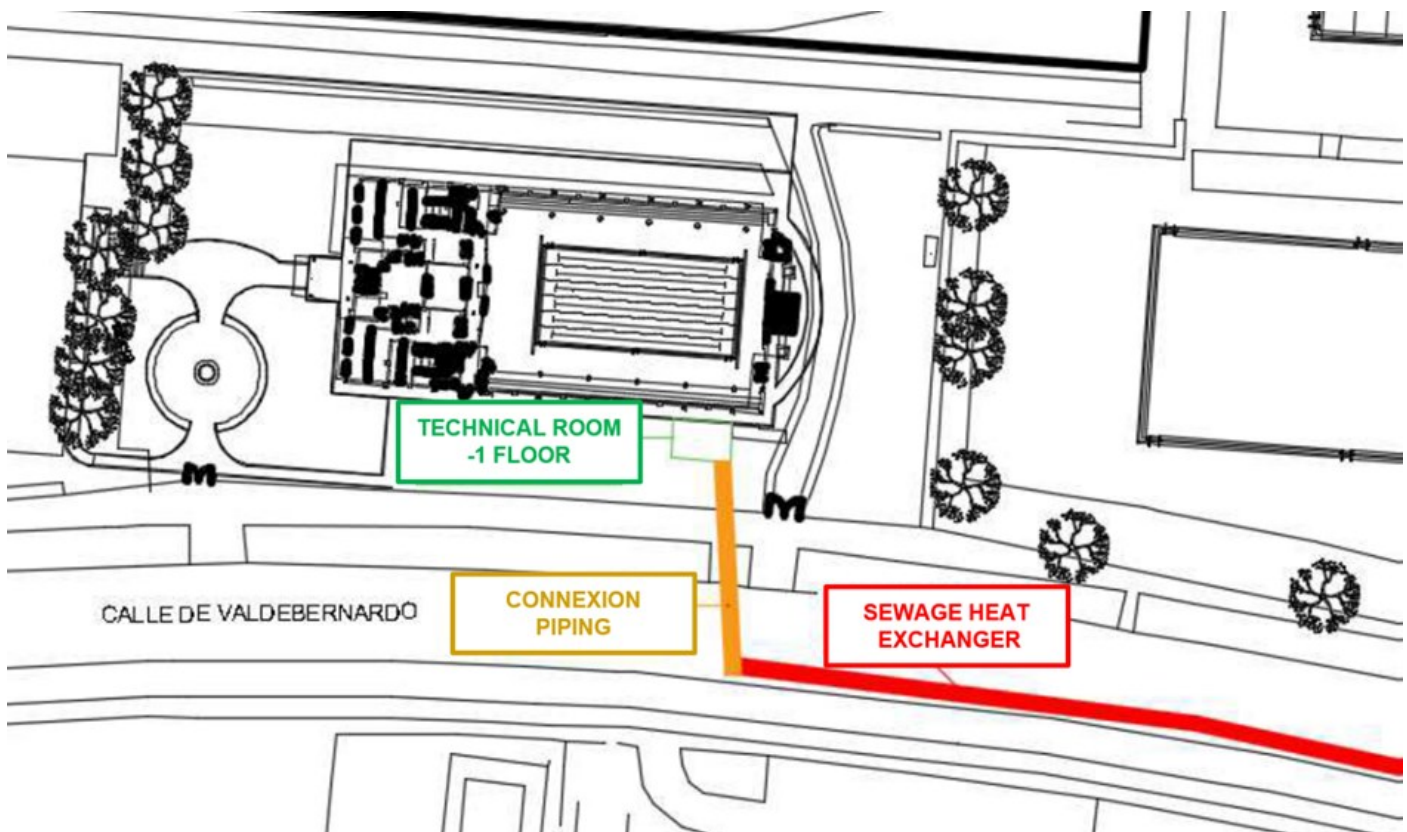 TECHNICAL ROOM
-1 FLOOR
CONNEXION
PIPING
CALLE DE VALDEBERNARDO
SEWAGE HEAT
EXCHANGER